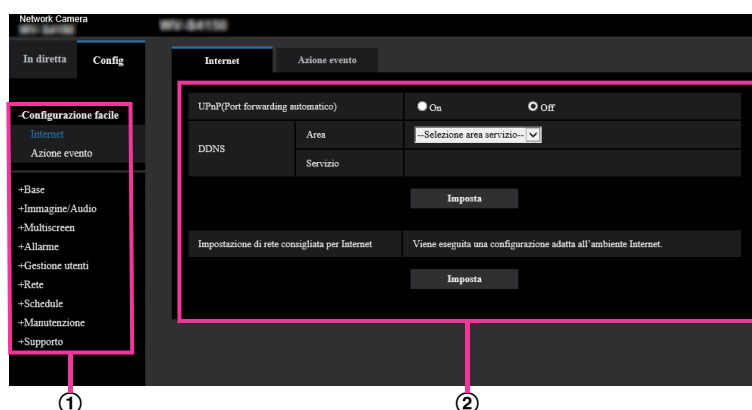 Network Camera
In diretta
Config
-Configurazione facile
Internet
Azione evento
+Base
+Immagine/Audio
+Multiscreen
+Allarme
+Gestione utenti
+Rete
+Schedule
+Manutenzione
+Supporto
①
Internet
Azione evento
UPnP(Port forwarding automatico)
On
Off
DDNS
Area
--Selezione area servizio--
Servizio
Imposta
Impostazione di rete consigliata per Internet
Viene eseguita una configurazione adatta all'ambiente Internet.
Imposta
②